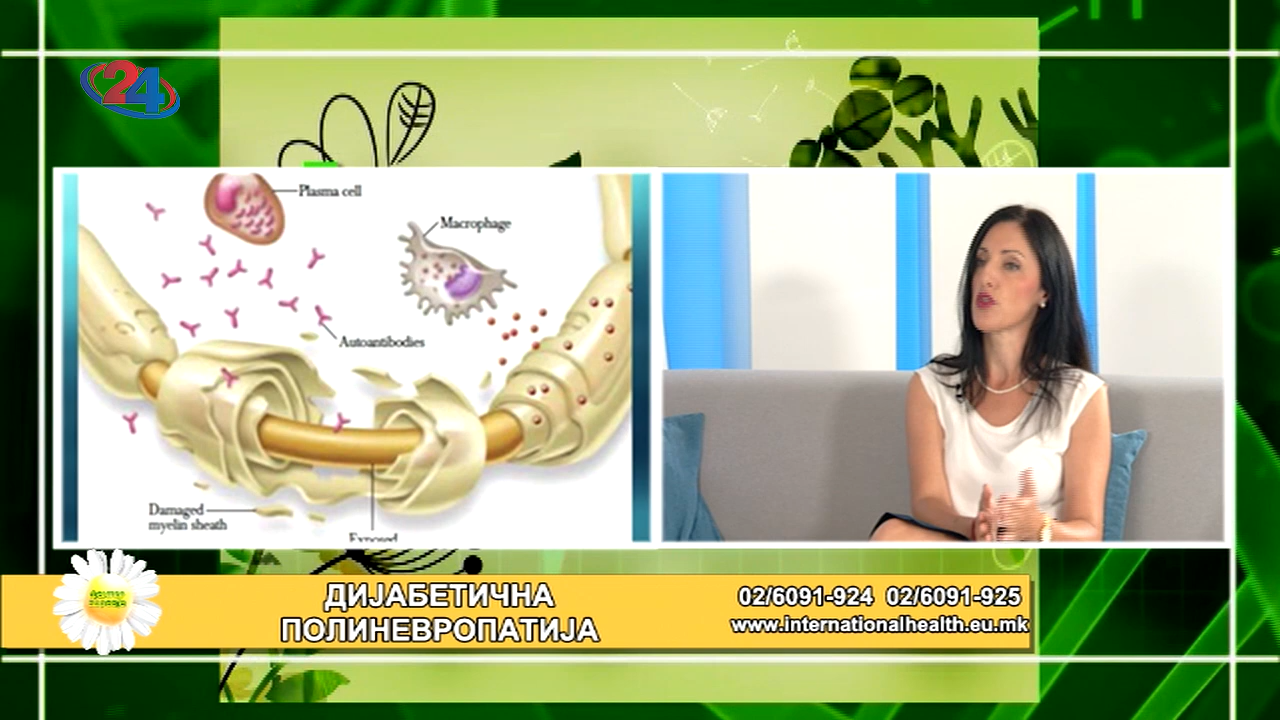 24
Plasma cell
Macrophage
Autoantibodies
Damaged
myelin sheath
Exposed
ДИЈАБЕТИЧНА
ПОЛИНЕВРОПАТИЈА
02/6091-924 02/6091-925
www.internationalhealth.eu.mk